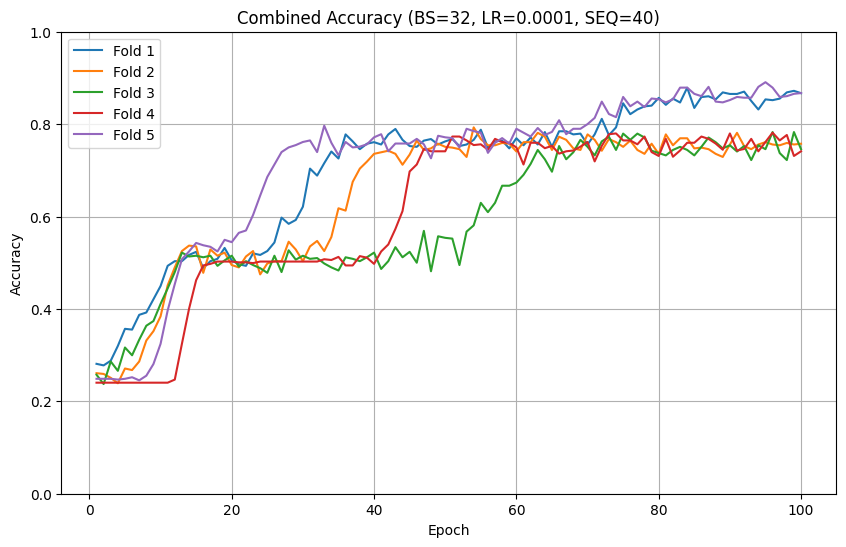 Combined Accuracy (BS=32, LR=0.0001, SEQ=40)
Fold 1
Fold 2
Fold 3
Fold 4
Fold 5
Accuracy
1.0
0.8
0.6
0.4
0.2
0.0
0
20
40
60
80
100
Epoch